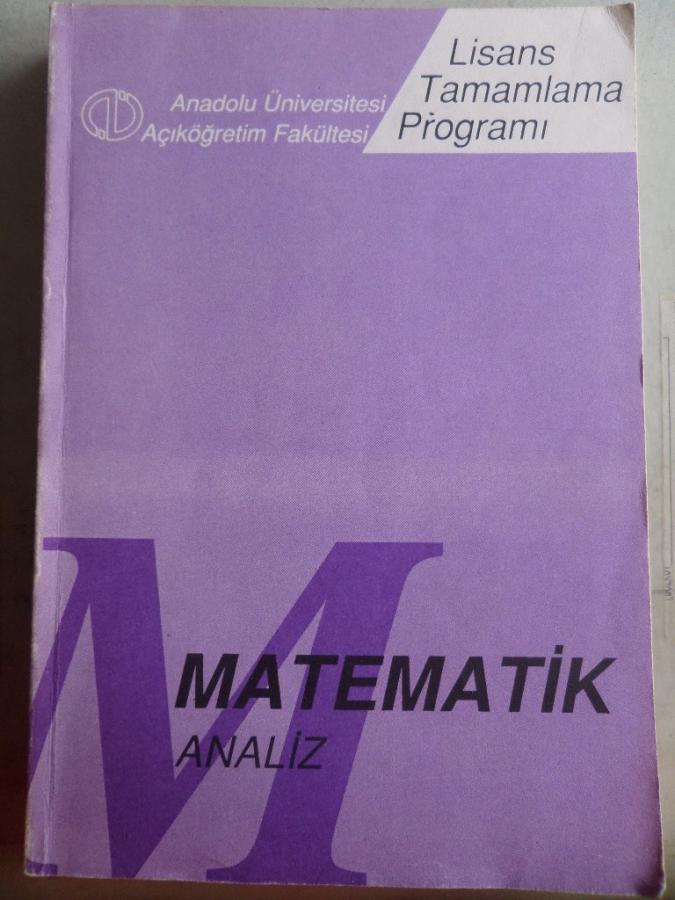 Lisans
Tamamlama
Programı
Anadolu Üniversitesi
Açıköğretim Fakültesi
M
MATEMATİK
ANALİZ